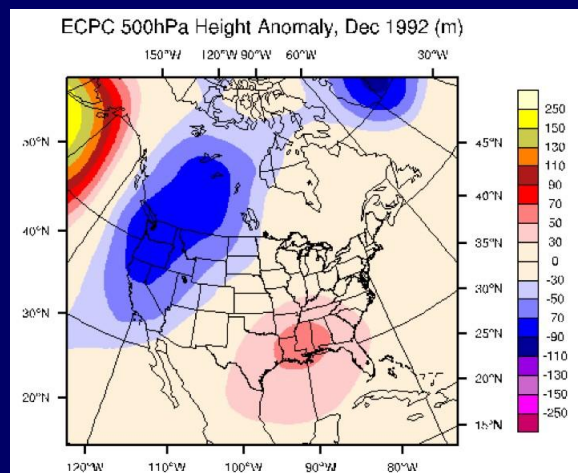 ECPC 500hPa Height Anomaly, Dec 1992 (m)
150°W 120°W 90°W 60°W 30°W
50°N
40°N
30°N
20°N
45°N
40°N
35°N
30°N
25°N
20°N
15°N
120°W 110°W 100°W 90°W 80°W
250
150
130
110
90
70
50
30
0
-30
-50
-70
-90
-110
-130
-150
-250